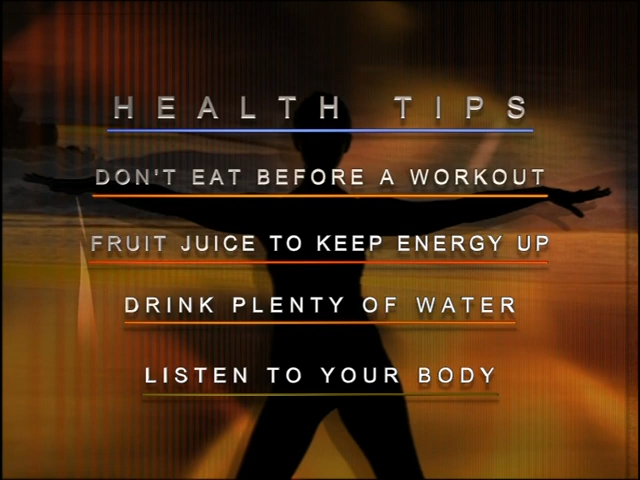 HEALTH TIPS
DON'T EAT BEFORE A WORKOUT
FRUIT JUICE TO KEEP ENERGY UP
DRINK PLENTY OF WATER
LISTEN TO YOUR BODY